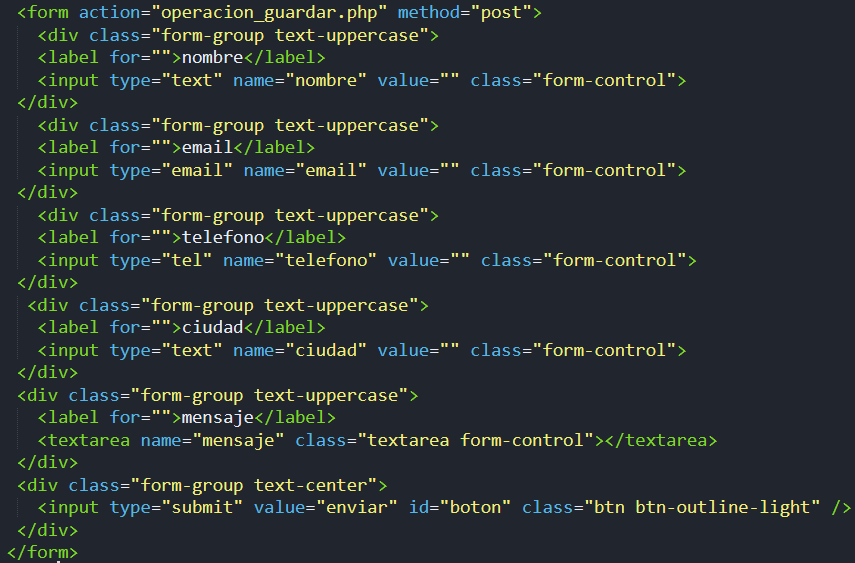 <form action="operacion_guardar.php" method="post">
<div class="form-group text-uppercase">
<label for="">nombre</label>
<input type="text" name="nombre" value="" class="form-control">
</div>
<div class="form-group text-uppercase">
<label for="">email</label>
<input type="email" name="email" value="" class="form-control">
</div>
<div class="form-group text-uppercase">
<label for="">telefono</label>
<input type="tel" name="telefono" value="" class="form-control">
</div>
<div class="form-group text-uppercase">
<label for="">ciudad</label>
<input type="text" name="ciudad" value="" class="form-control">
</div>
<div class="form-group text-uppercase">
<label for="">mensaje</label>
<textarea name="mensaje" class="textarea form-control"></textarea>
</div>
<div class="form-group text-center">
<input type="submit" value="enviar" id="boton" class="btn btn-outline-light" />
</div>
</form>